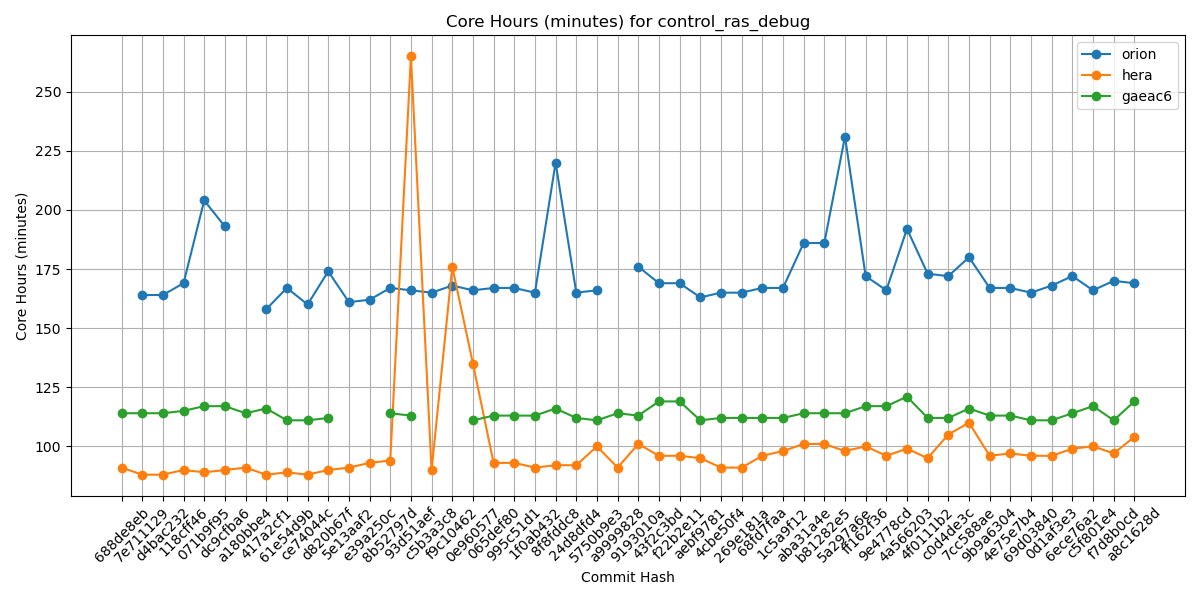 Core Hours (minutes) for control_ras_debug
orion
hera
gaeac6
Core Hours (minutes)
250
225
200
175
150
125
100
688de8eb
7e711129
d4bac232
118cff46
071b9f95
dc9cfba6
a180bbe4
417a2cf1
61e54d9b
ce74044c
d820b67f
5e13aaf2
e39a250c
8b52797d
93d51aef
c5b3a3c8
f9c10462
0e960577
065def80
995c51d1
1f0ab432
8f8fdfdc8
24d8dfd4
5750b9e3
a9999828
9193010a
43f2c3bd
f22b2e11
aebf9781
4cbe50f4
269e181a
68fd7faa
1c5a9f12
aba31a4e
b81282e5
5a297a6e
ff162f36
9e4778cd
4a566203
4f011b2
c0d4de3c
7cc588ae
9b9a6304
4e75e7b4
69d03840
0d1af3e3
6ece76a2
c5f801e4
f7d8b0cd
a8c1628d
Commit Hash